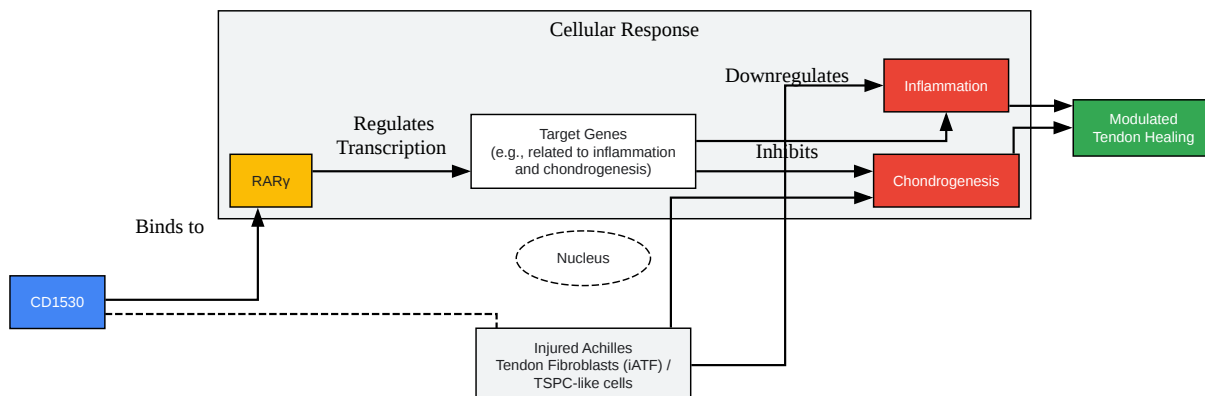 Cellular Response
Downregulates
Inflammation
Regulates
Transcription
Target Genes
(e.g., related to inflammation
and chondrogenesis)
Modulated
Tendon Healing
Inhibits
RARγ
Chondrogenesis
Binds to
Nucleus
CD1530
Injured Achilles
Tendon Fibroblasts (iATF) /
TSPC-like cells